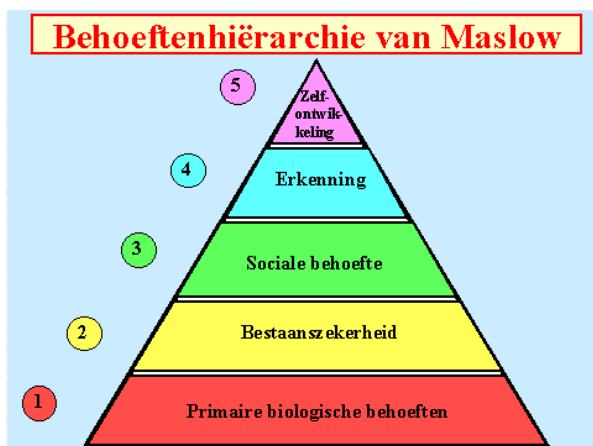 Behoeftenhiërarchie van Maslow
5
Zelf-
ontwik-
keling
4
Erkenning
3
Sociale behoefte
2
Bestaanszekerheid
1
Primaire biologische behoeften